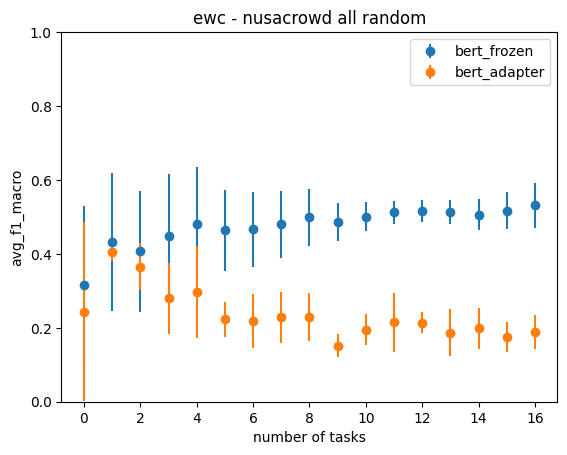 ewc - nusacrowd all random
1.0
0.8
0.6
0.4
0.2
0.0
avg_f1_macro
bert_frozen
bert_adapter
0 2 4 6 8 10 12 14 16
number of tasks